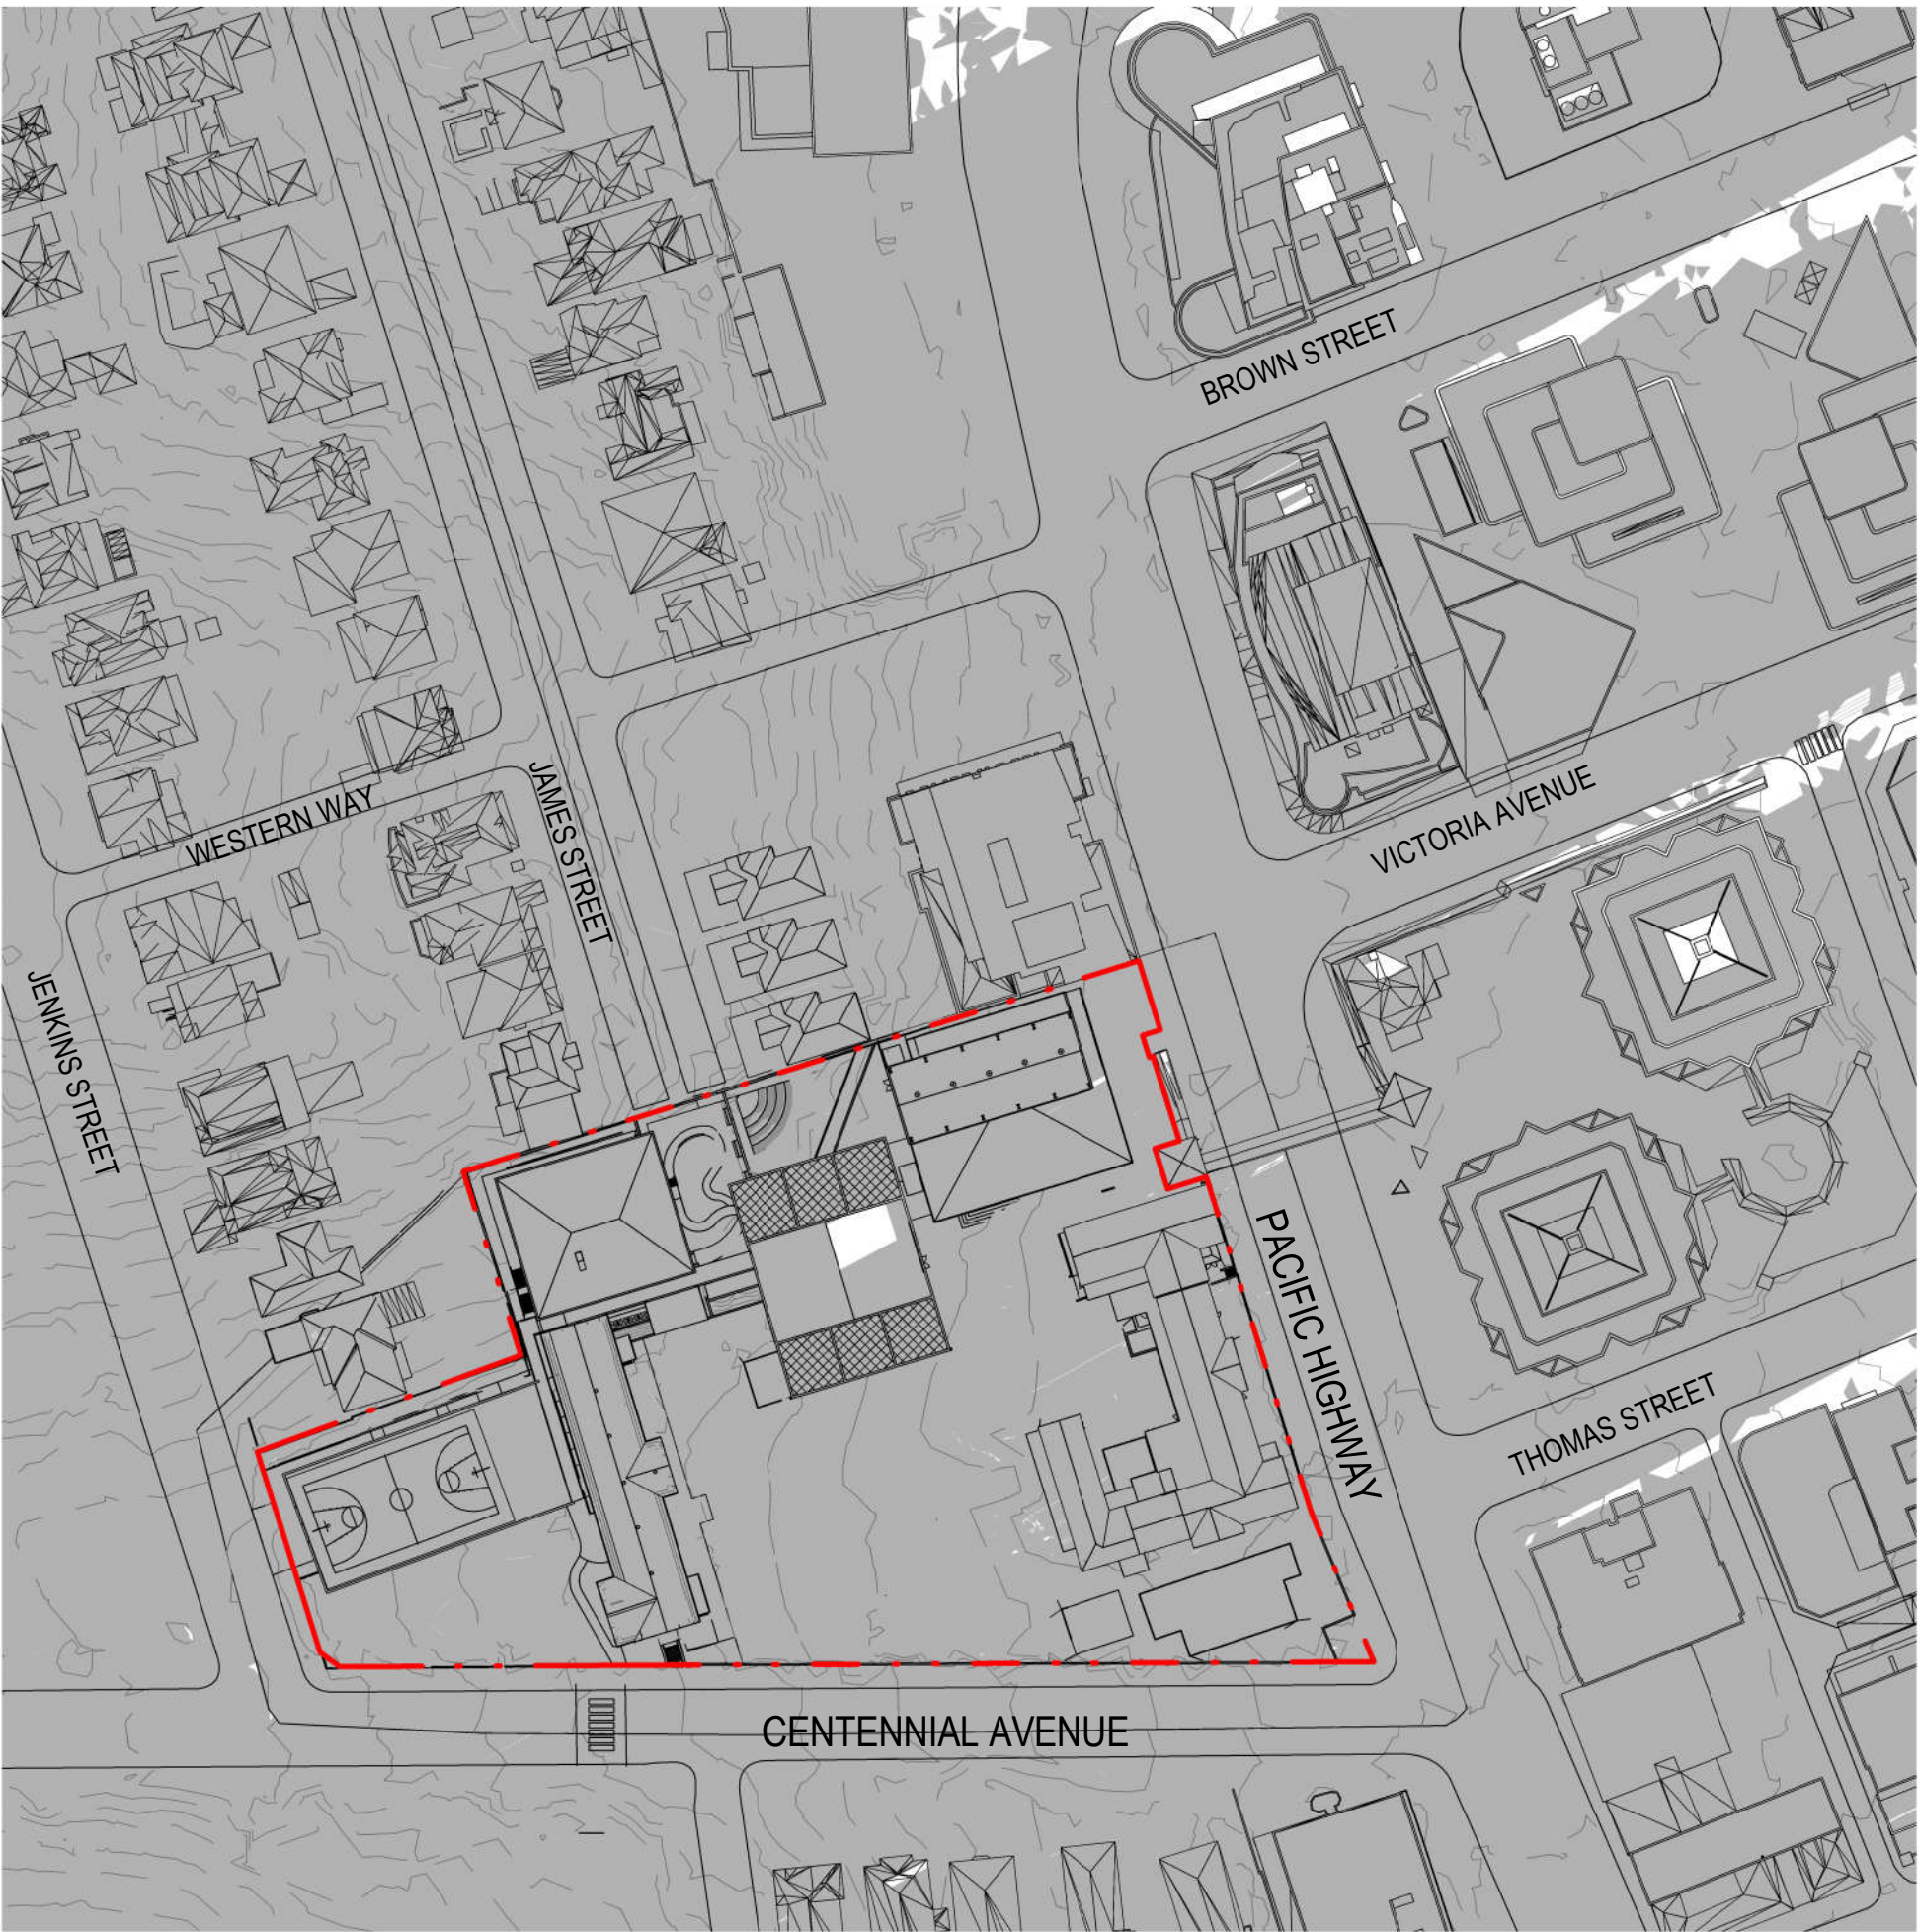 BROWN STREET
WESTERN WAY
JAMES STREET
VICTORIA AVENUE
JENKINS STREET
PACIFIC HIGHWAY
THOMAS STREET
CENTENNIAL AVENUE